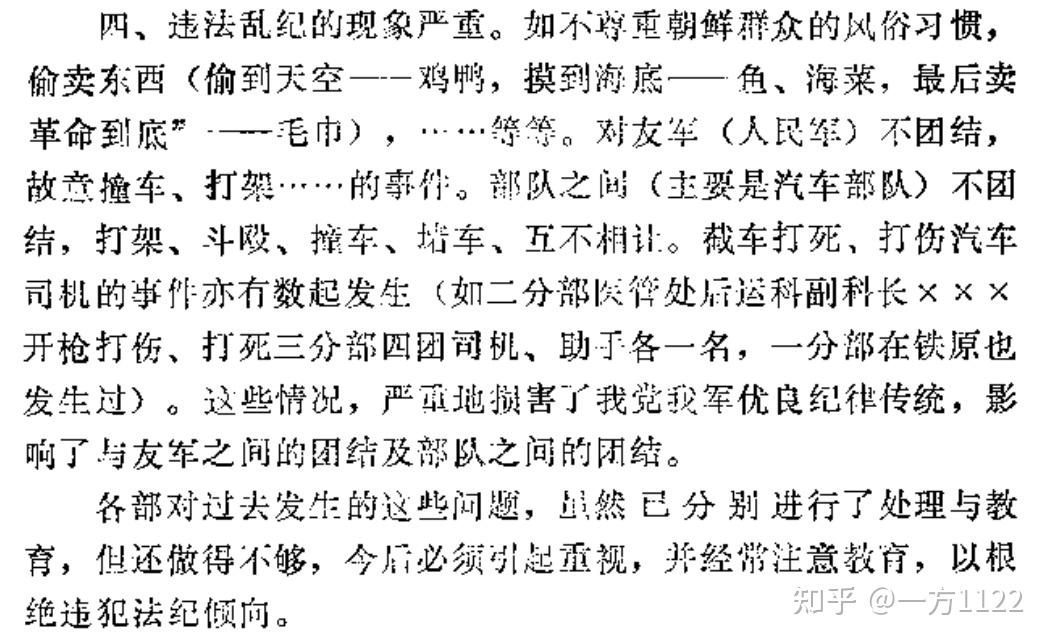 四、违法乱纪的现象严重。如不尊重朝鲜群众的风俗习惯，
偷卖东西（偷到天空——鸡鸭，摸到海底——鱼、海菜，最后卖
革命到底”——毛巾），……等等。对友军（人民军）不团结，
故意撞车、打架……的事件。部队之间（主要是汽车部队）不团
结，打架、斗殴、撞车、堵车、互不相让。截车打死、打伤汽车
司机的事件亦有数起发生（如二分部医管处后送科副科长×××
开枪打伤、打死三分部四团司机、助手各一名，一分部在铁原也
发生过）。这些情况，严重地损害了我党我军优良纪律传统，影
响了与友军之间的团结及部队之间的团结。
各部对过去发生的这些问题，虽然已分别进行了处理与教
育，但还做得不够，今后必须引起重视，并经常注意教育，以根
绝违犯法纪倾向。
知乎 @一方1122